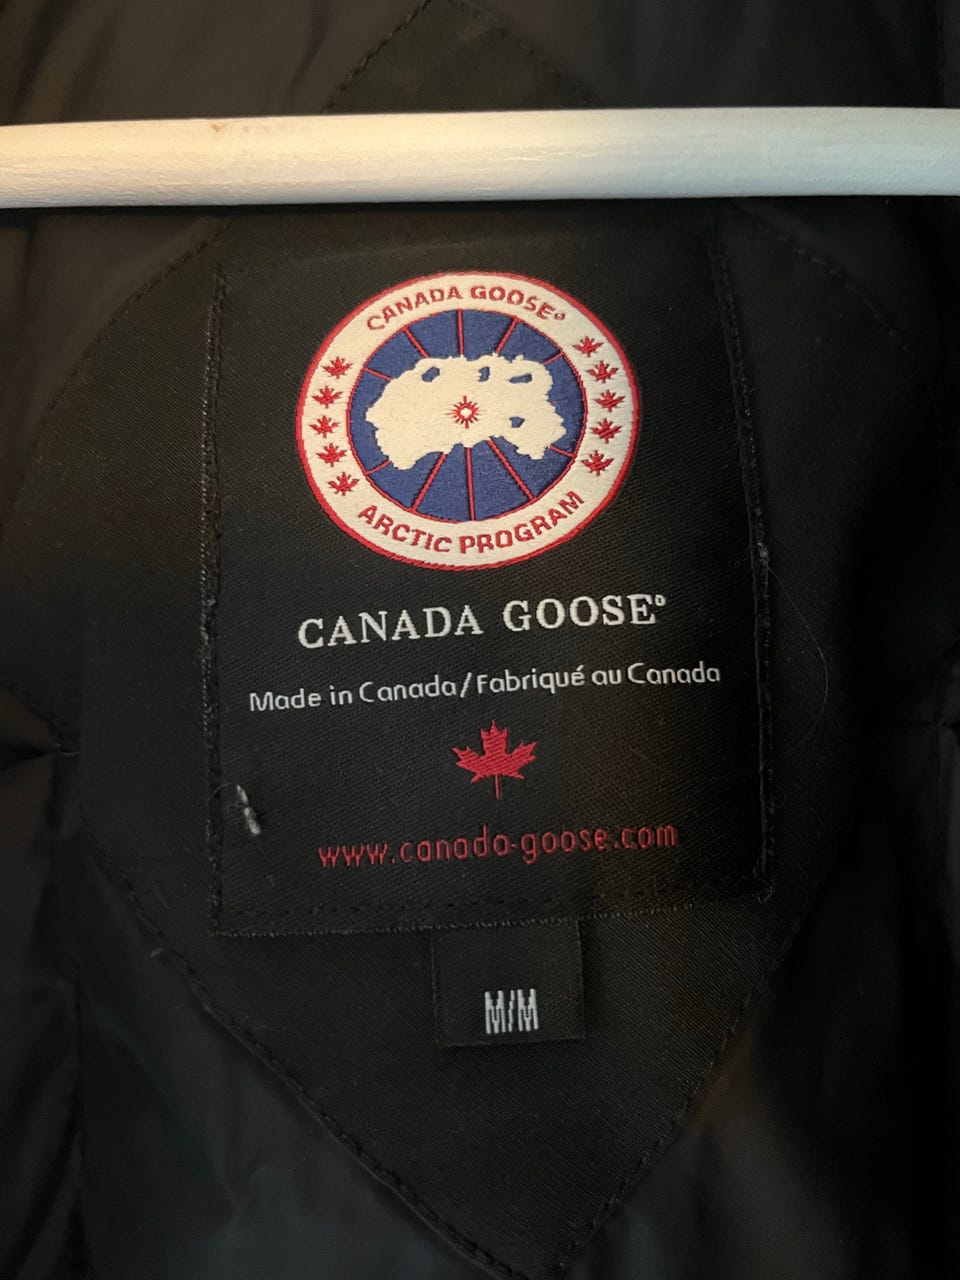 CANADA GOOSE®
ARCTIC PROGRAM
CANADA GOOSE®
Made in Canada/Fabriqué au Canada
www.canada-goose.com
M/M